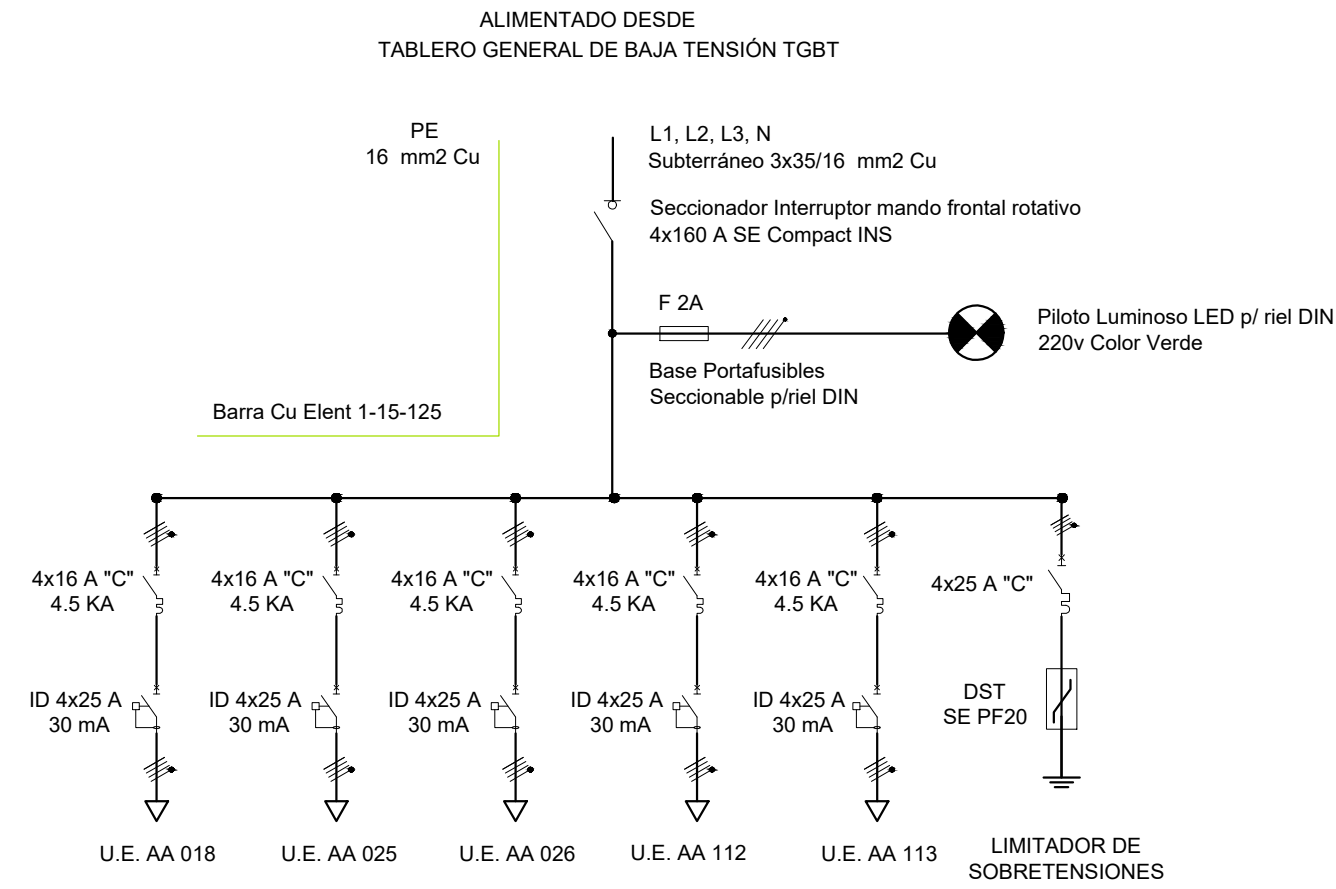 ALIMENTADO DESDE
TABLERO GENERAL DE BAJA TENSIÓN TGBT
PE
16 mm2 Cu
L1, L2, L3, N
Subterráneo 3x35/16 mm2 Cu
Seccionador Interruptor mando frontal rotativo
4x160 A SE Compact INS
F 2A
Piloto Luminoso LED p/ riel DIN
220v Color Verde
Base Portafusibles
Seccionable p/riel DIN
Barra Cu Elent 1-15-125
4x16 A "C"
4.5 KA
4x16 A "C"
4.5 KA
4x16 A "C"
4.5 KA
4x16 A "C"
4.5 KA
4x16 A "C"
4.5 KA
4x25 A "C"
ID 4x25 A
30 mA
ID 4x25 A
30 mA
ID 4x25 A
30 mA
ID 4x25 A
30 mA
ID 4x25 A
30 mA
DST
SE PF20
U.E. AA 018
U.E. AA 025
U.E. AA 026
U.E. AA 112
U.E. AA 113
LIMITADOR DE
SOBRETENSIONES